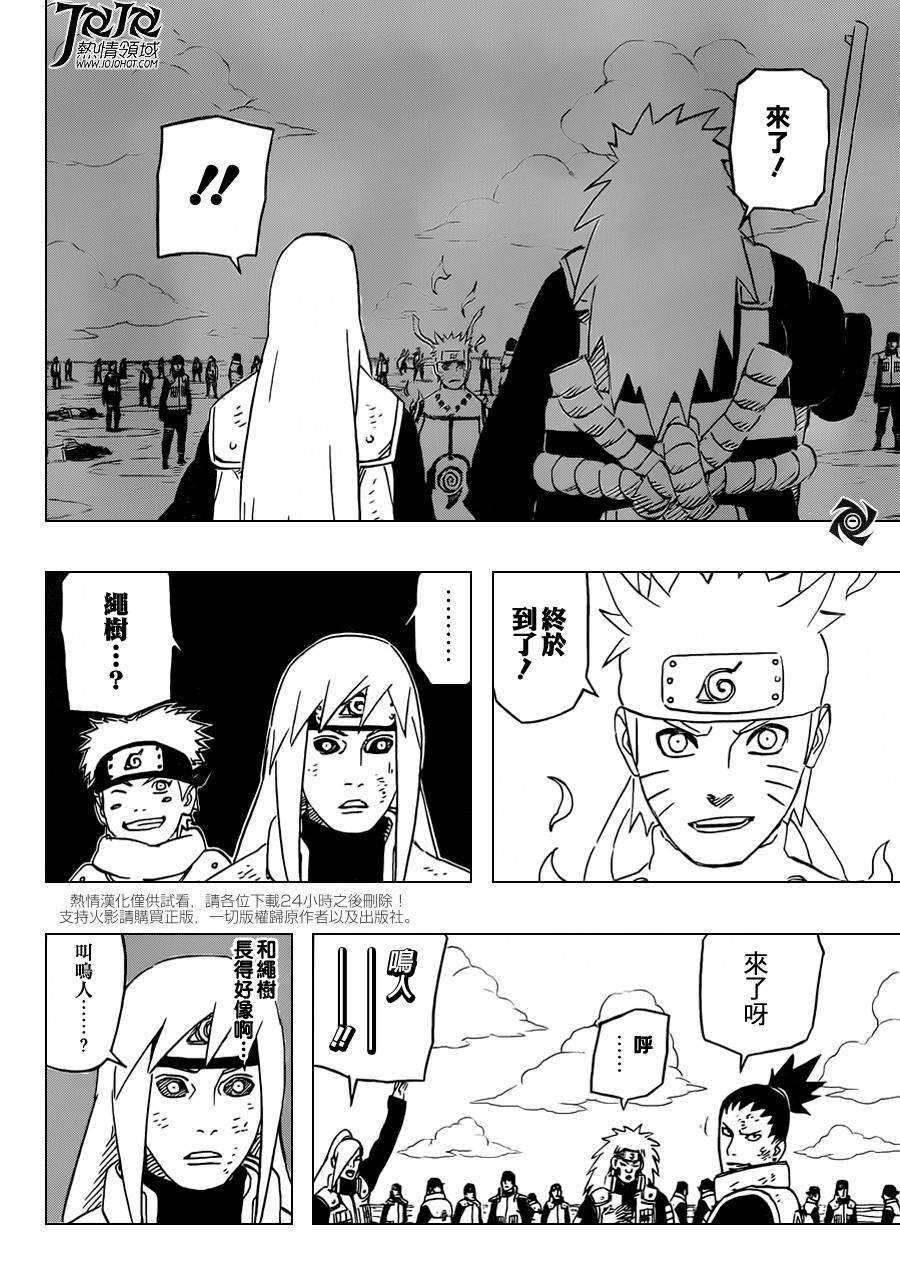 JOJO
熱情領域
WWW.JOJOHOT.COM
來了！
!!
終於
到了！
………
繩樹
…？
熱情漢化僅供試看，請各位下載24小時之後刪除！
支持火影請購買正版，一切版權歸原作者以及出版社。
來了呀
呼
……
鳴人
——!!
和繩樹
長得好像啊…
叫鳴人……？